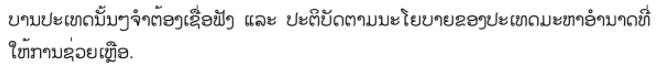 ບານປະເທດນັ້ນໆຈຳຕ້ອງເຊື່ອຟັງ ແລະ ປະຕິບັດຕາມນະໂຍບາຍຂອງປະເທດມະຫາອຳນາດທີ່
ໃຫ້ການຊ່ວຍເຫຼືອ.